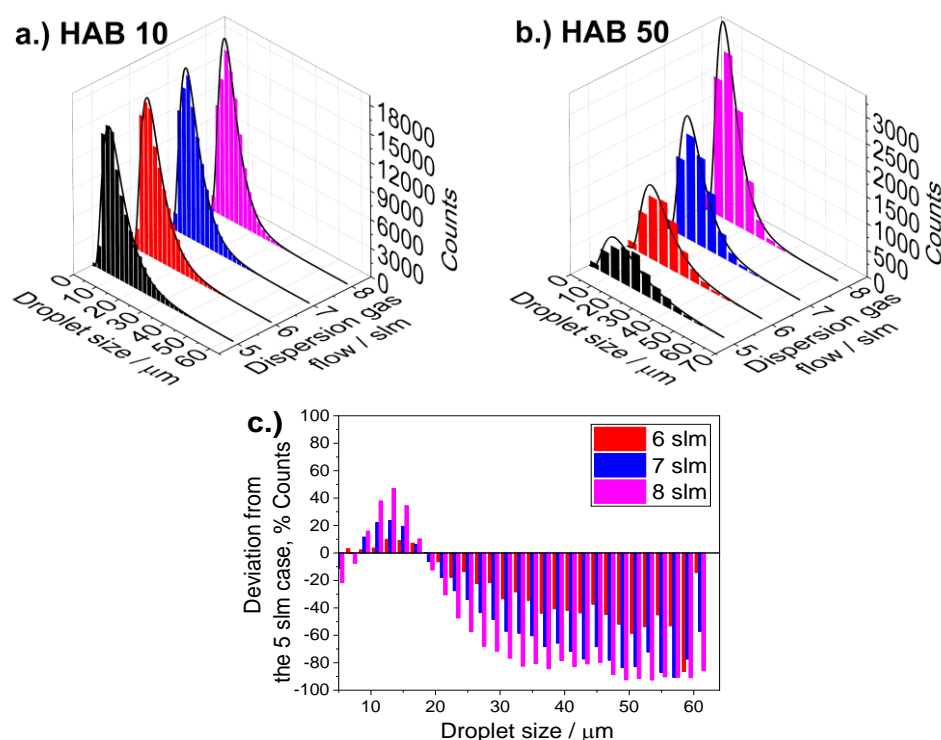 a.) HAB 10
18000
15000
12000
9000
6000
3000
0
Counts
0
10
20
30
40
50
60
Droplet size / μm
5
6
7
8
Dispersion gas
flow / slm
b.) HAB 50
3000
2500
2000
1500
1000
500
0
Counts
0
10
20
30
40
50
60
70
Droplet size / μm
5
6
7
8
Dispersion gas
flow / slm
c.)
100
80
60
40
20
0
-20
-40
-60
-80
-100
Deviation from
the 5 slm case, % Counts
6 slm
7 slm
8 slm
10 20 30 40 50 60
Droplet size / μm